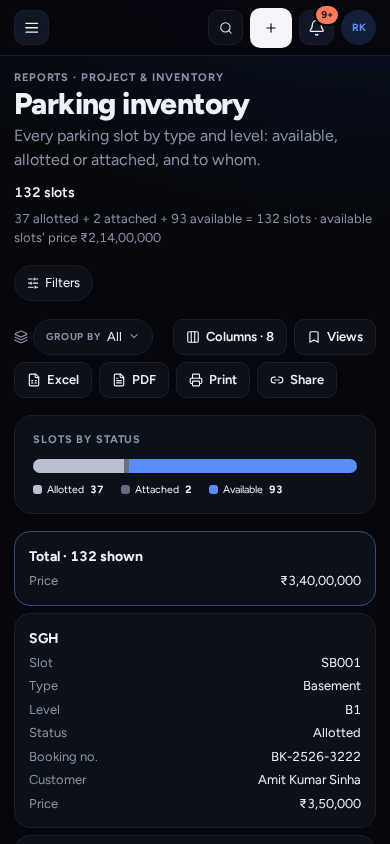 9+
RK
REPORTS · PROJECT & INVENTORY
Parking inventory
Every parking slot by type and level: available,
allotted or attached, and to whom.
132 slots
37 allotted + 2 attached + 93 available = 132 slots · available
slots' price ₹2,14,00,000
Filters
GROUP BY All
Columns · 8
Views
Excel
PDF
Print
Share
SLOTS BY STATUS
Allotted 37 Attached 2 Available 93
Total · 132 shown
Price ₹3,40,00,000
SGH
Slot SB001
Type Basement
Level B1
Status Allotted
Booking no. BK-2526-3222
Customer Amit Kumar Sinha
Price ₹3,50,000